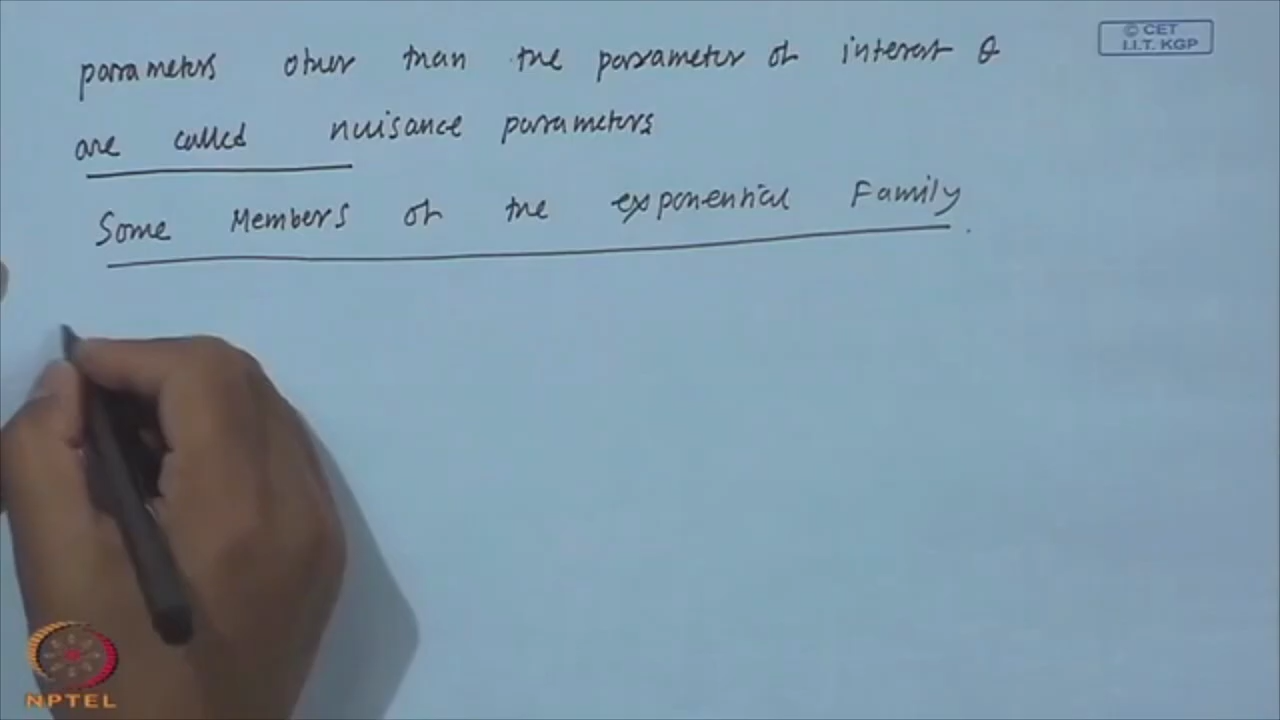 parameters other than the parameter of interest θ
© CET
I.I.T. KGP
are called nuisance parameters
Some Members of the exponential Family.
NPTEL